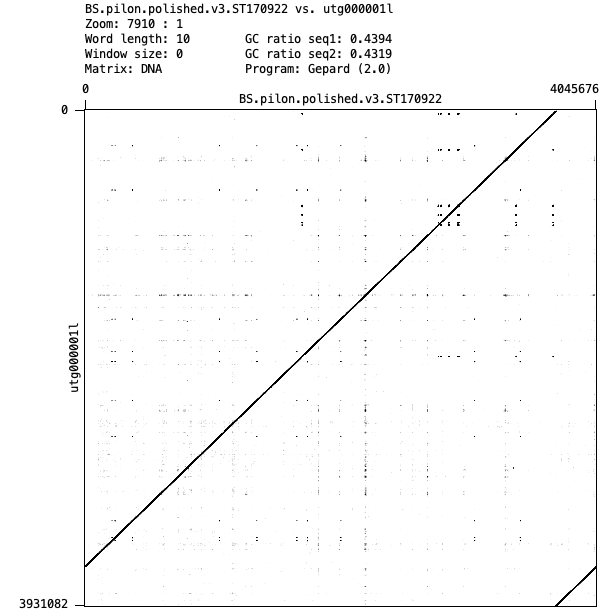 BS.pilon.polished.v3.ST170922 vs. utg000001l
Zoom: 7910 : 1
Word length: 10 GC ratio seq1: 0.4394
Window size: 0 GC ratio seq2: 0.4319
Matrix: DNA Program: Gepard (2.0)
0 4045676
BS.pilon.polished.v3.ST170922
0
utg000001l
3931082